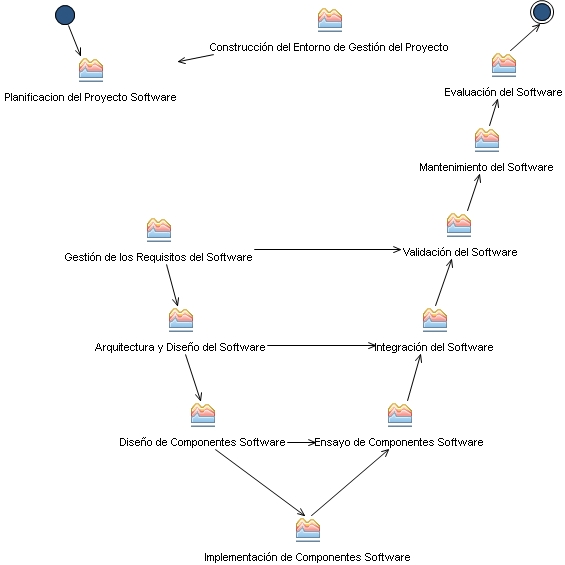 Construcción del Entorno de Gestión del Proyecto
Planificacion del Proyecto Software
Evaluación del Software
Mantenimiento del Software
Gestión de los Requisitos del Software
Validación del Software
Arquitectura y Diseño del Software
Integración del Software
Diseño de Componentes Software
Ensayo de Componentes Software
Implementación de Componentes Software